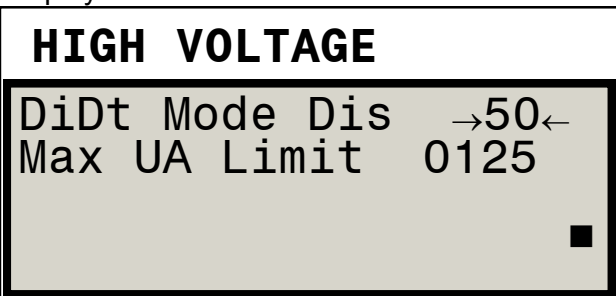 HIGH VOLTAGE
DiDt Mode Dis →50←
Max UA Limit 0125